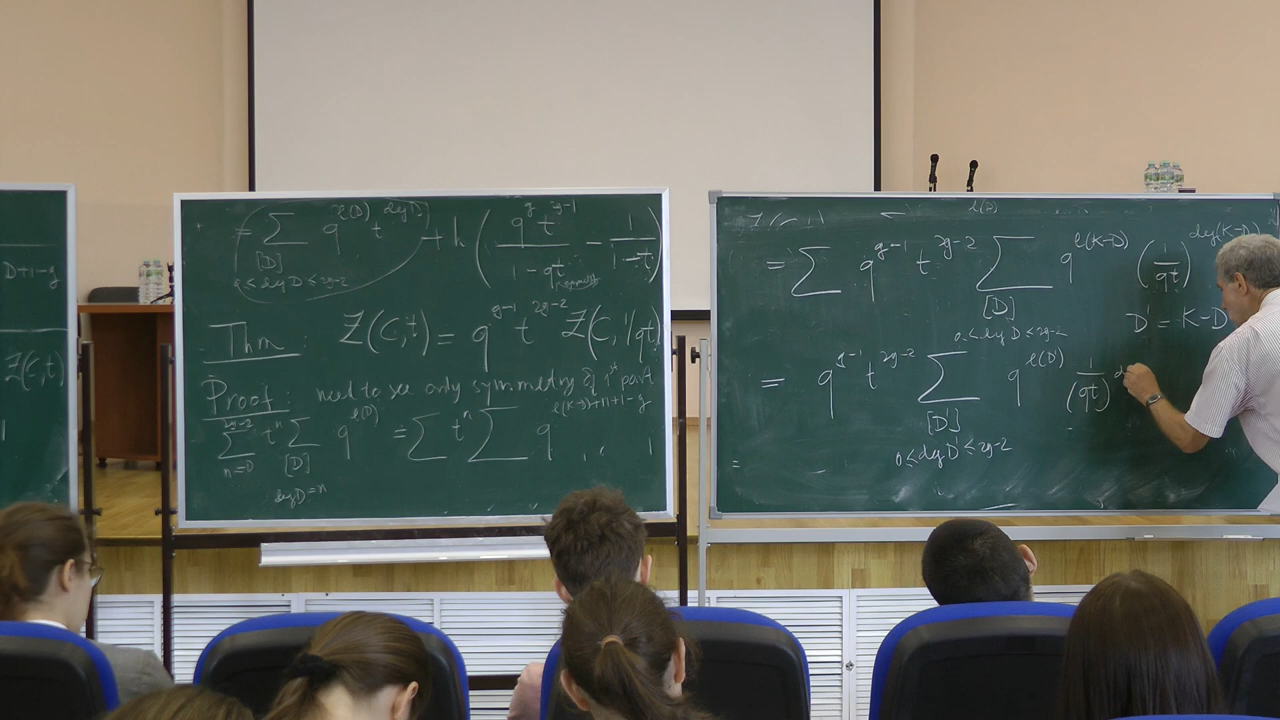 D+1-g
Z(C,t)
1
= ∑_{[D], 0 ≤ deg D ≤ 2g-2} q^{ℓ(D)} t^{deg D} + h ( q^g t^{2g-1} / (1-qt) - 1/(1-t) )
Thm: Z(C,t) = q^{g-1} t^{2g-2} Z(C, 1/qt)
Proof: need to see only symmetry of 1st part
∑_{n=0}^{2g-2} t^n ∑_{[D], deg D = n} q^{ℓ(D)} = ∑ t^n ∑ q^{ℓ(K-D)+n+1-g}
ℓ(D)
= ∑ q^{g-1} t^{2g-2} ∑_{[D], 0 ≤ deg D ≤ 2g-2} q^{ℓ(K-D)} (1/qt)^{deg(K-D)}
D' = K-D
= q^{g-1} t^{2g-2} ∑_{[D'], 0 ≤ deg D' ≤ 2g-2} q^{ℓ(D')} (1/qt)^{d
=